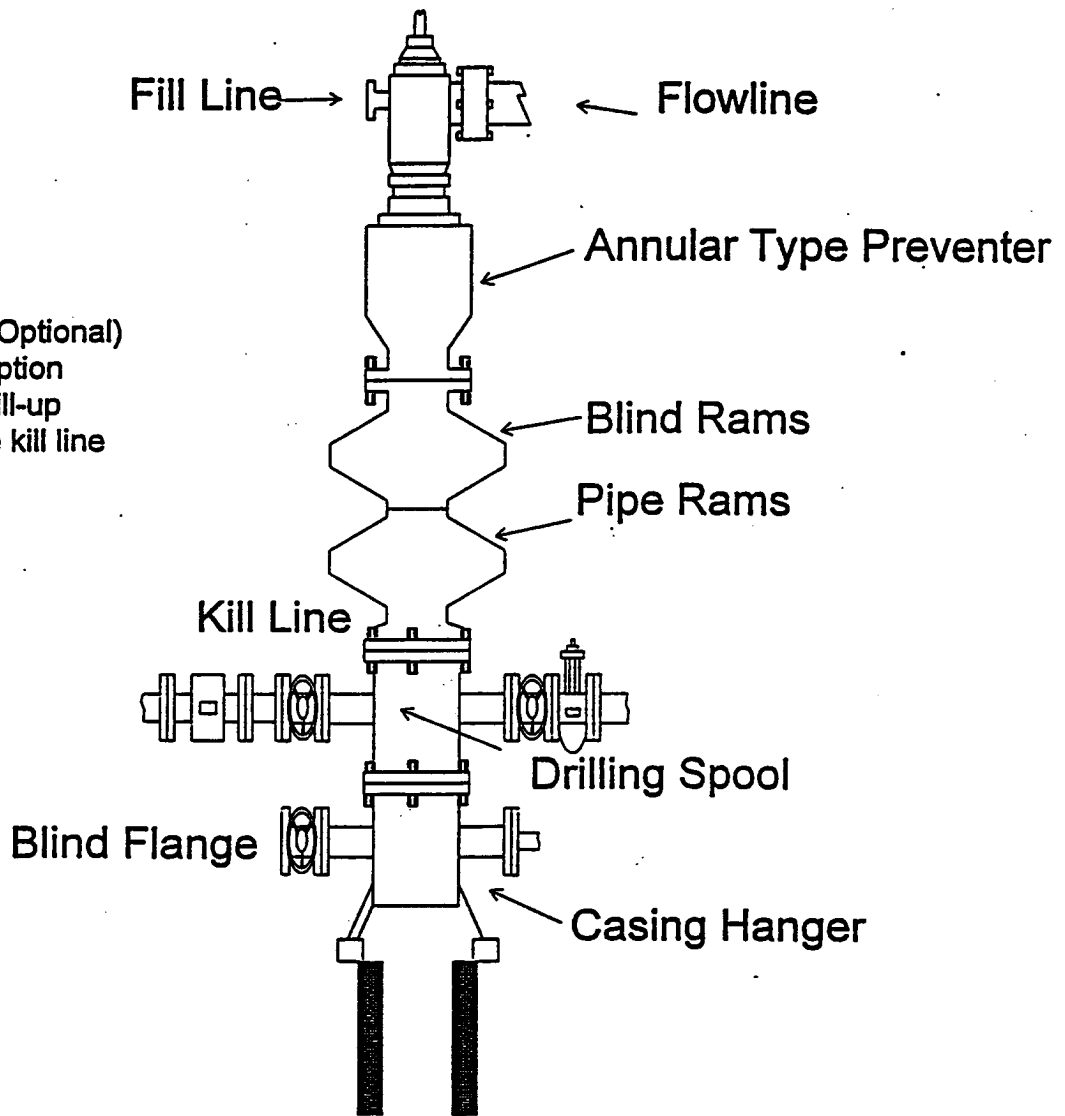 Fill Line
Flowline
Annular Type Preventer
Optional)
ption
ill-up
kill line
Blind Rams
Pipe Rams
Kill Line
Drilling Spool
Blind Flange
Casing Hanger